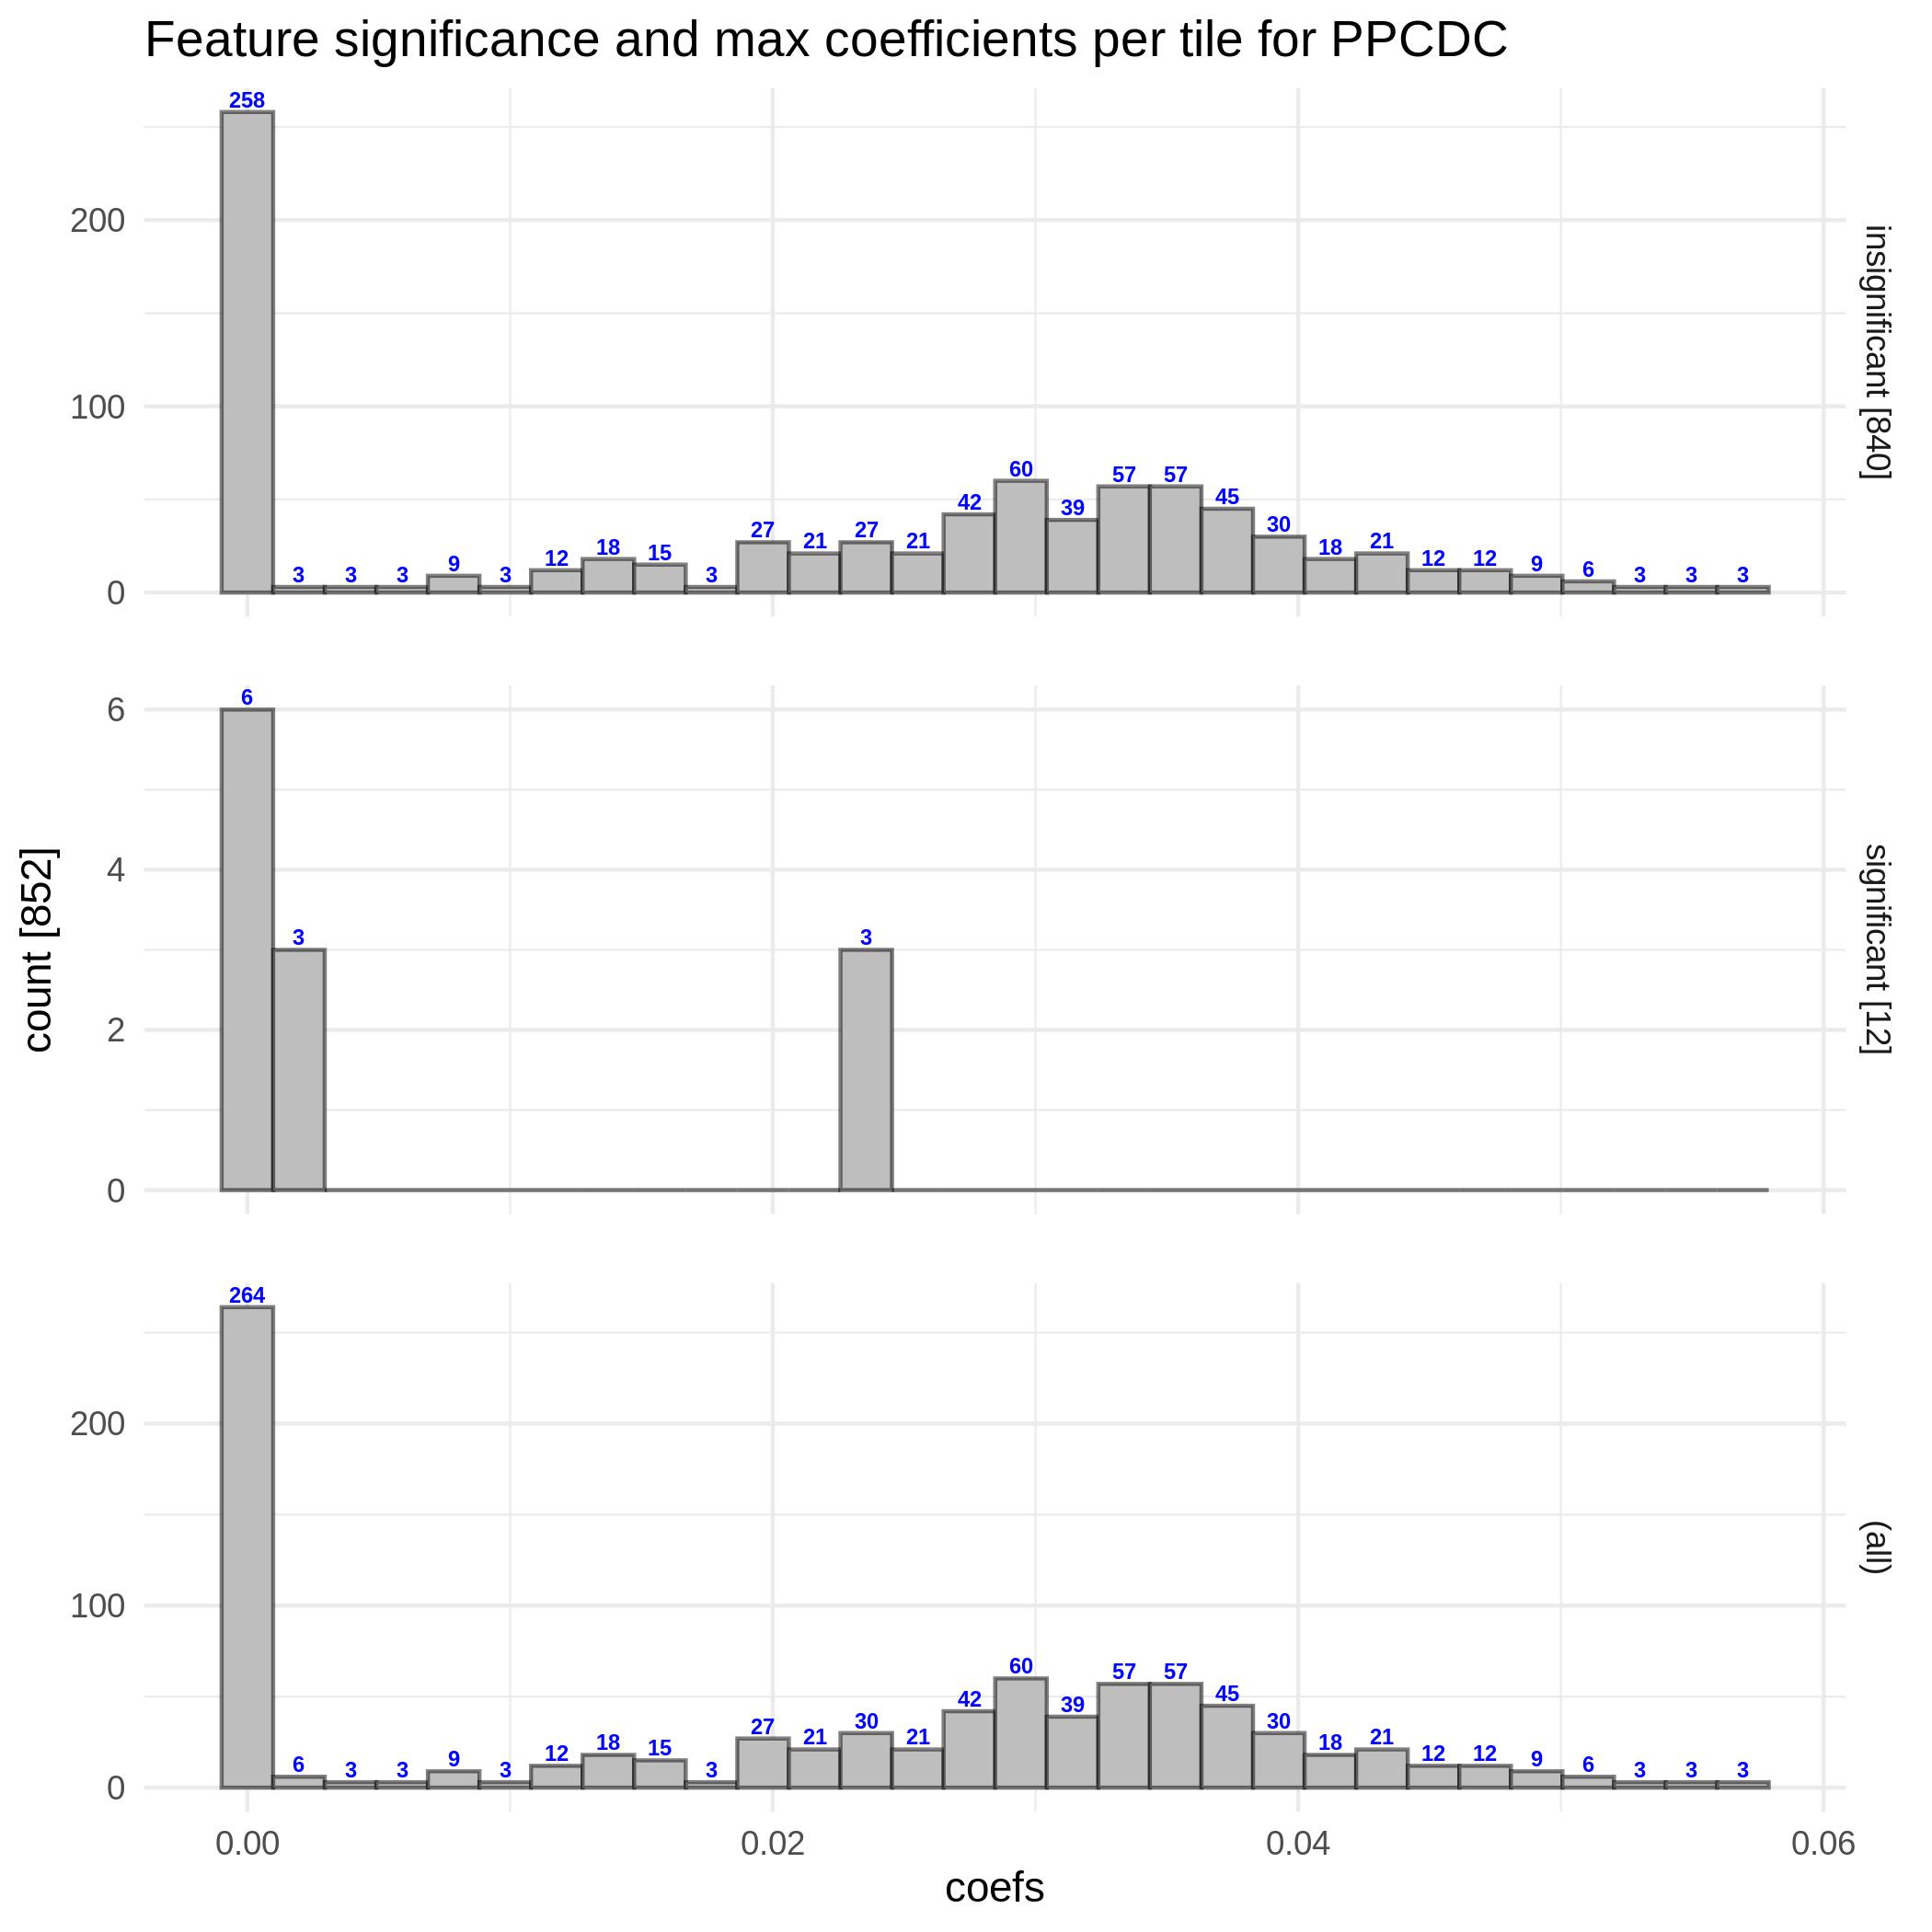 Feature significance and max coefficients per tile for PPCDC
258
3 3 3 9 3 12 18 15 3 27 21 27 21 42 60 39 57 57 45 30 18 21 12 12 9 6 3 3 3
200
100
0
insignificant [840]
6
3 3
6
4
2
0
significant [12]
count [852]
264
6 3 3 9 3 12 18 15 3 27 21 30 21 42 60 39 57 57 45 30 18 21 12 12 9 6 3 3 3
200
100
0
(all)
0.00 0.02 0.04 0.06
coefs